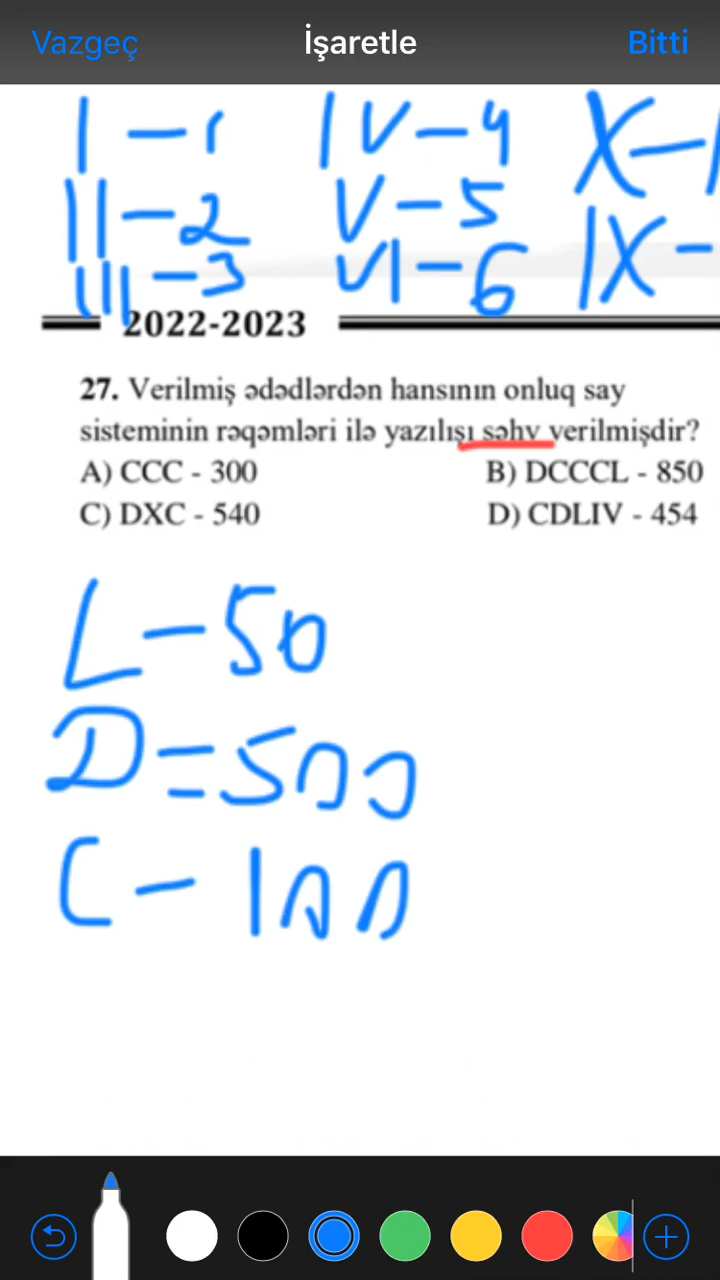 Vazgeç İşaretle Bitti
I - 1 IV - 4 X - 1
II - 2 V - 5
III - 3 VI - 6 IX -
2022-2023
27. Verilmiş ədədlərdən hansının onluq say
sisteminin rəqəmləri ilə yazılışı səhv verilmişdir?
A) CCC - 300 B) DCCCL - 850
C) DXC - 540 D) CDLIV - 454
L - 50
D = 500
C - 100